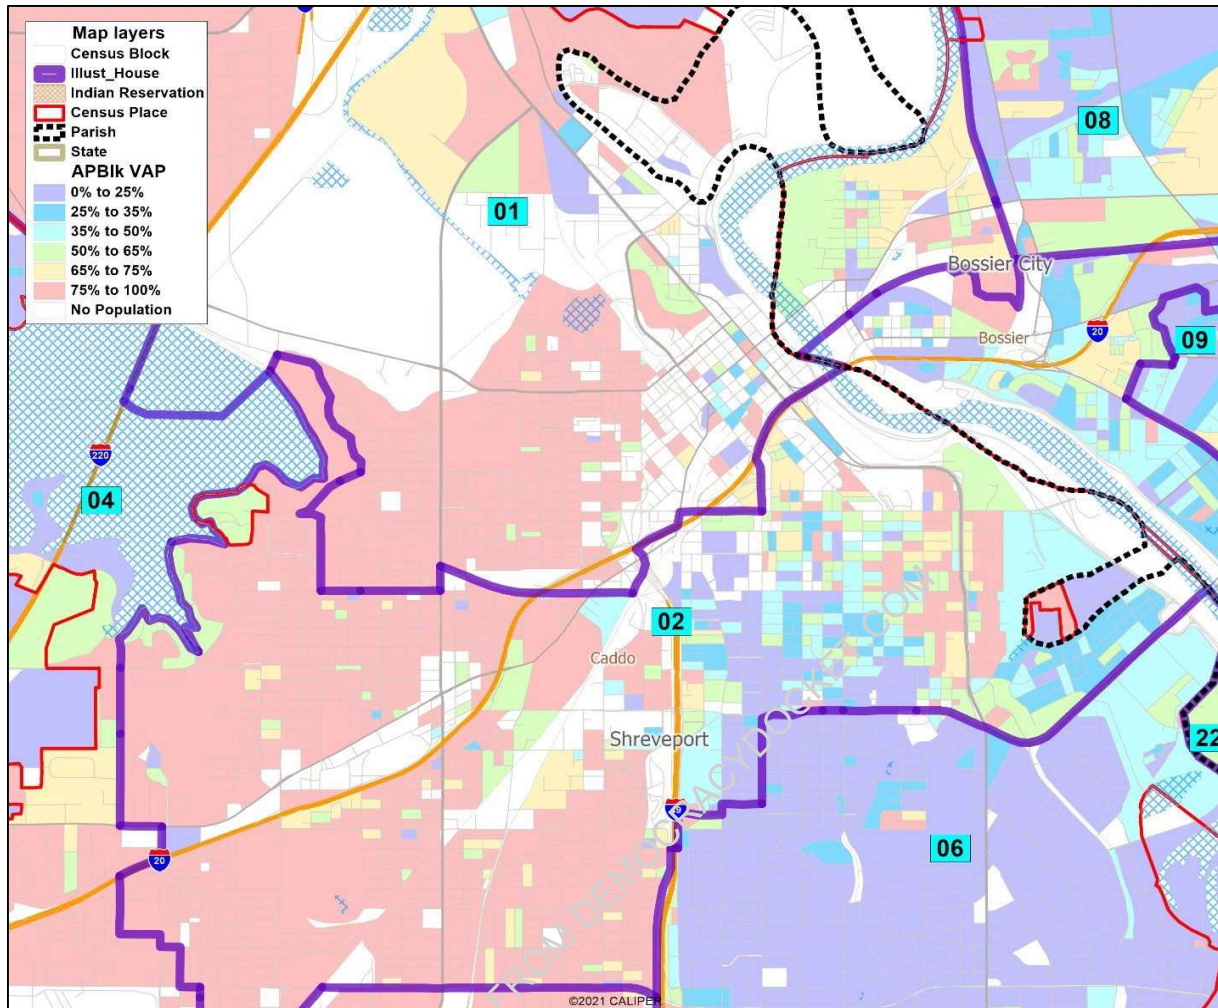 Map layers
Census Block
Illust_House
Indian Reservation
Census Place
Parish
State
APBlk VAP
0% to 25%
25% to 35%
35% to 50%
50% to 65%
65% to 75%
75% to 100%
No Population
08
01
Bossier City
Bossier
20
09
220
04
02
Caddo
Shreveport
22
06
20
FROM DEMOCRACYDOCKET.COM
©2021 CALIPER